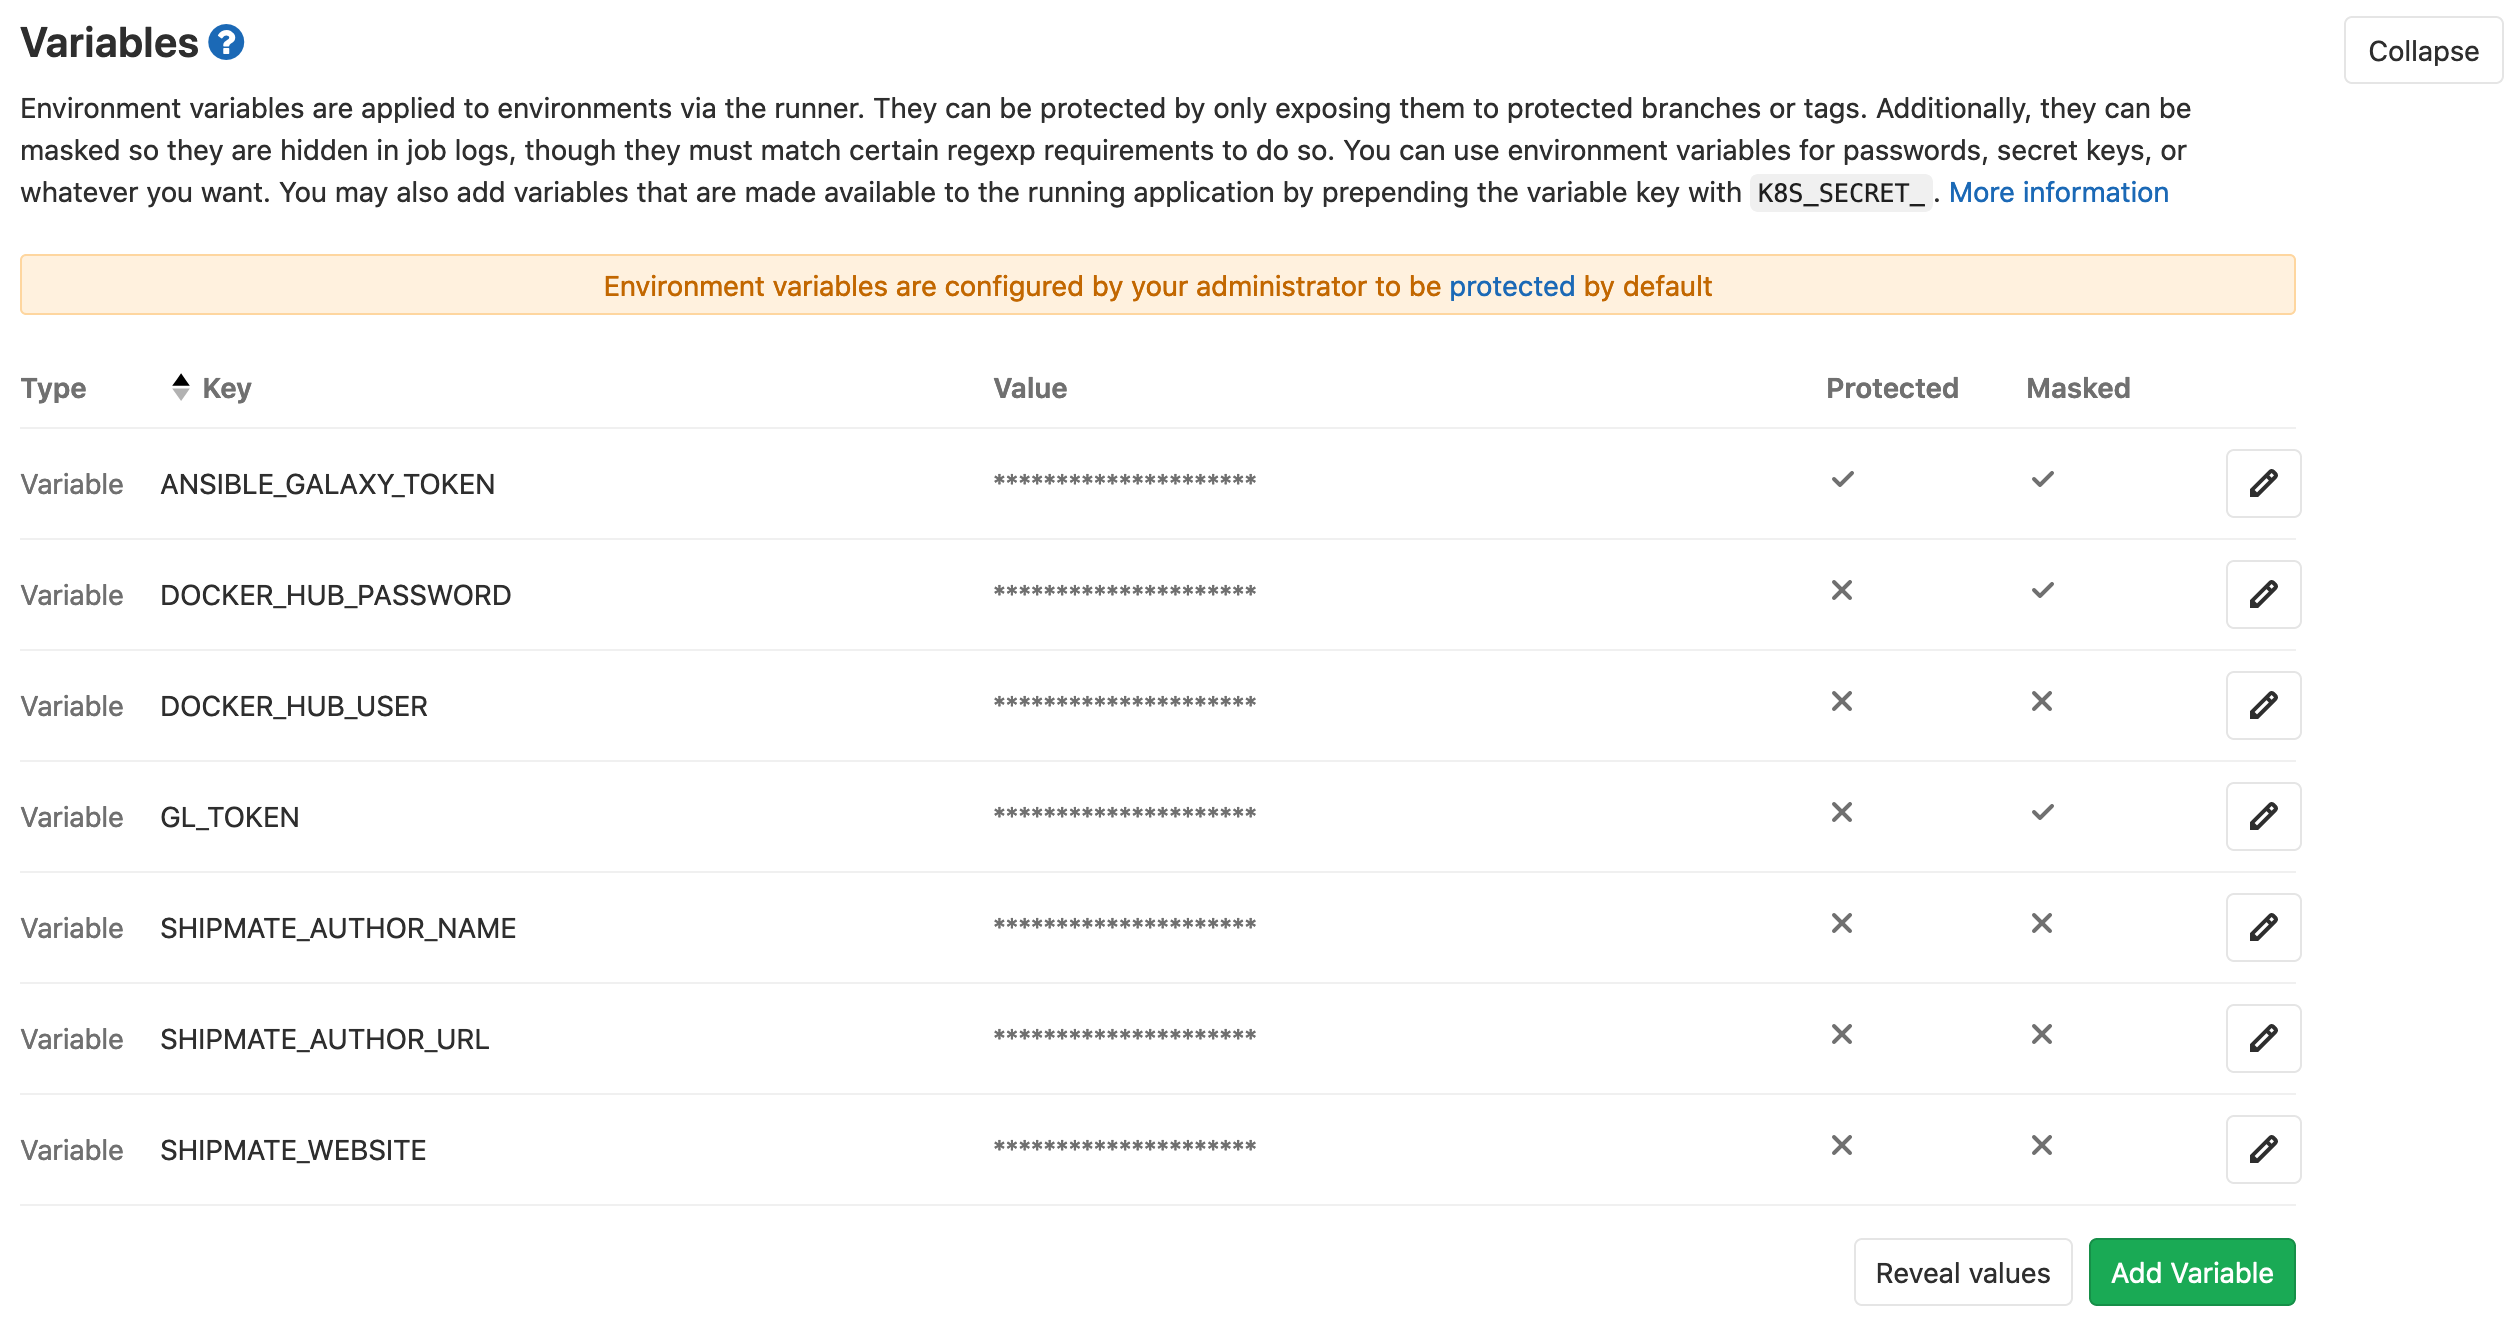 Variables ?
Collapse
Environment variables are applied to environments via the runner. They can be protected by only exposing them to protected branches or tags. Additionally, they can be
masked so they are hidden in job logs, though they must match certain regexp requirements to do so. You can use environment variables for passwords, secret keys, or
whatever you want. You may also add variables that are made available to the running application by prepending the variable key with K8S_SECRET_ . More information
Environment variables are configured by your administrator to be protected by default
Type Key Value Protected Masked
Variable ANSIBLE_GALAXY_TOKEN *********************
Variable DOCKER_HUB_PASSWORD *********************
Variable DOCKER_HUB_USER *********************
Variable GL_TOKEN *********************
Variable SHIPMATE_AUTHOR_NAME *********************
Variable SHIPMATE_AUTHOR_URL *********************
Variable SHIPMATE_WEBSITE *********************
Reveal values Add Variable